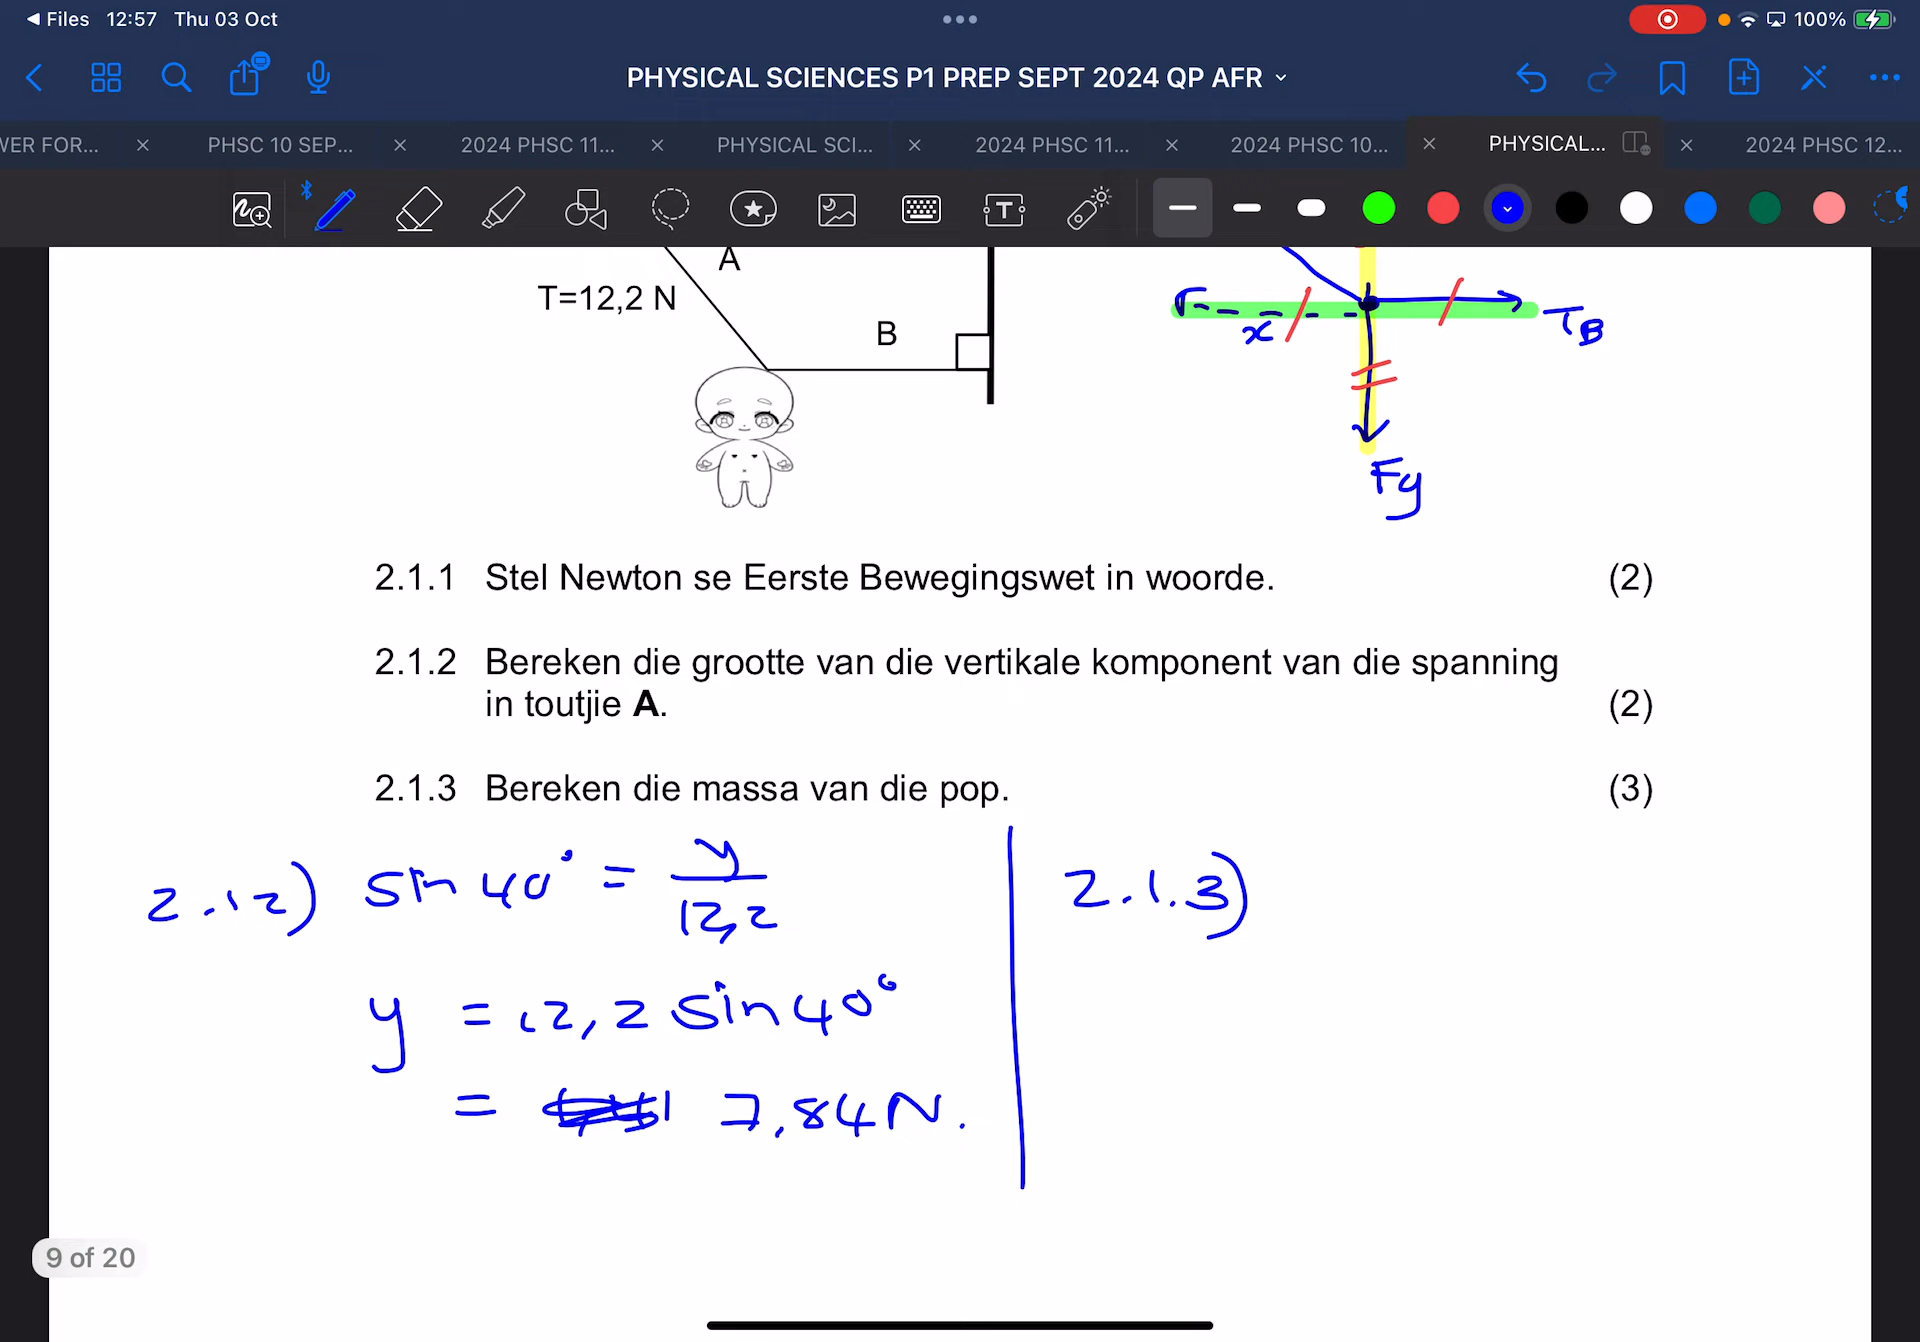 Files 12:57 Thu 03 Oct
100%
PHYSICAL SCIENCES P1 PREP SEPT 2024 QP AFR
WER FOR...
PHSC 10 SEP...
2024 PHSC 11...
PHYSICAL SCI...
2024 PHSC 11...
2024 PHSC 10...
PHYSICAL...
2024 PHSC 12...
A
T=12,2 N
B
x
TB
Fy
2.1.1 Stel Newton se Eerste Bewegingswet in woorde. (2)
2.1.2 Bereken die grootte van die vertikale komponent van die spanning
in toutjie A. (2)
2.1.3 Bereken die massa van die pop. (3)
2.12) sin 40° = y/12,2
y = 12,2 sin 40°
= 7,84N.
2.1.3)
9 of 20